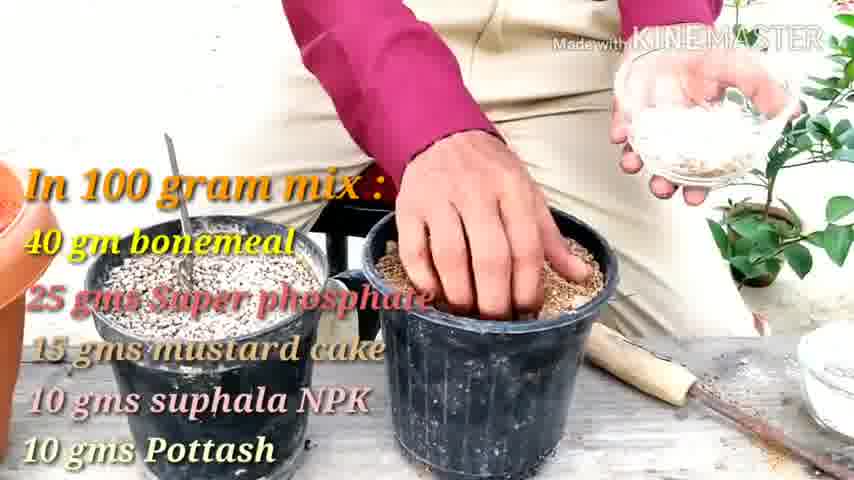 Made with KINEMASTER
In 100 gram mix :
40 gm bonemeal
25 gms Super phosphate
15 gms mustard cake
10 gms suphala NPK
10 gms Pottash